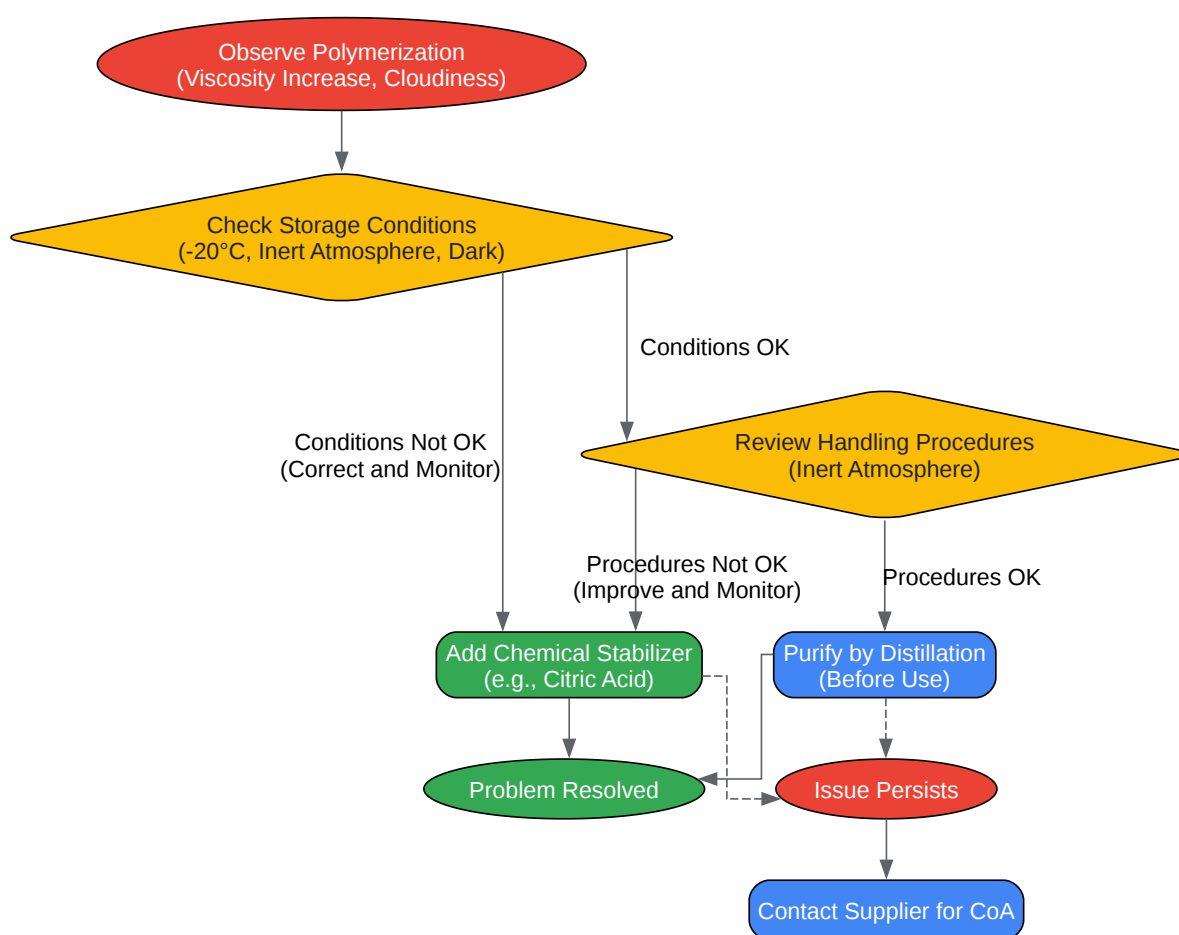 Observe Polymerization
(Viscosity Increase, Cloudiness)
Check Storage Conditions
(-20°C, Inert Atmosphere, Dark)
Conditions OK
Conditions Not OK
(Correct and Monitor)
Review Handling Procedures
(Inert Atmosphere)
Procedures Not OK
(Improve and Monitor)
Procedures OK
Add Chemical Stabilizer
(e.g., Citric Acid)
Purify by Distillation
(Before Use)
Problem Resolved
Issue Persists
Contact Supplier for CoA